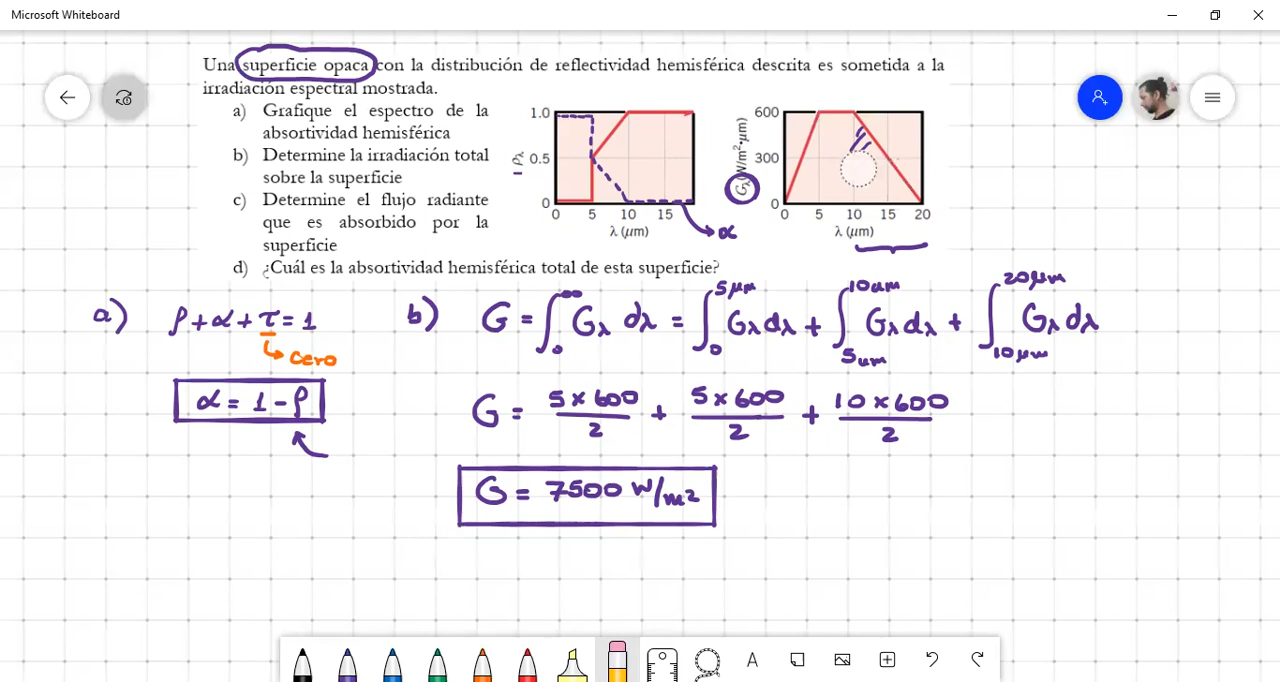 Microsoft Whiteboard
Una superficie opaca con la distribución de reflectividad hemisférica descrita es sometida a la
irradiación espectral mostrada.
a) Grafique el espectro de la
absortividad hemisférica
b) Determine la irradiación total
sobre la superficie
c) Determine el flujo radiante
que es absorbido por la
superficie
d) ¿Cuál es la absortividad hemisférica total de esta superficie?
1.0
0.5
0
ρλ
0 5 10 15
λ (μm)
α
600
300
0
Gλ (W/m²•μm)
0 5 10 15 20
λ (μm)
a) ρ + α + τ = 1
cero
α = 1 - ρ
b) G = ∫₀^∞ Gλ dλ = ∫₀^5μm Gλ dλ + ∫5μm^10μm Gλ dλ + ∫10μm^20μm Gλ dλ
G = 5 x 600/2 + 5 x 600/2 + 10 x 600/2
G = 7500 W/m²
A